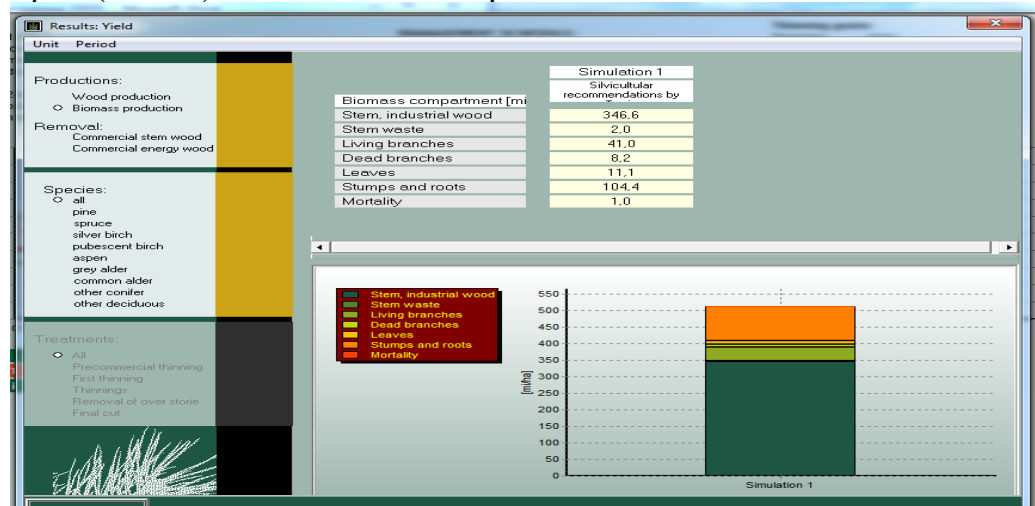 Results: Yield
Unit Period
Productions:
Wood production
Biomass production
Removal:
Commercial stem wood
Commercial energy wood
Species:
all
pine
spruce
silver birch
pubescent birch
aspen
grey alder
common alder
other conifer
other deciduous
Treatments:
All
Precommercial thinning
First thinning
Thinnings
Removal of over storie
Final cut
Simulation 1
Silvicultular
recommendations by
Biomass compartment [mi
Stem, industrial wood 346,6
Stem waste 2,0
Living branches 41,0
Dead branches 8,2
Leaves 11,1
Stumps and roots 104,4
Mortality 1,0
Stem, industrial wood
Stem waste
Living branches
Dead branches
Leaves
Stumps and roots
Mortality
[mi/ha]
550
500
450
400
350
300
250
200
150
100
50
0
Simulation 1